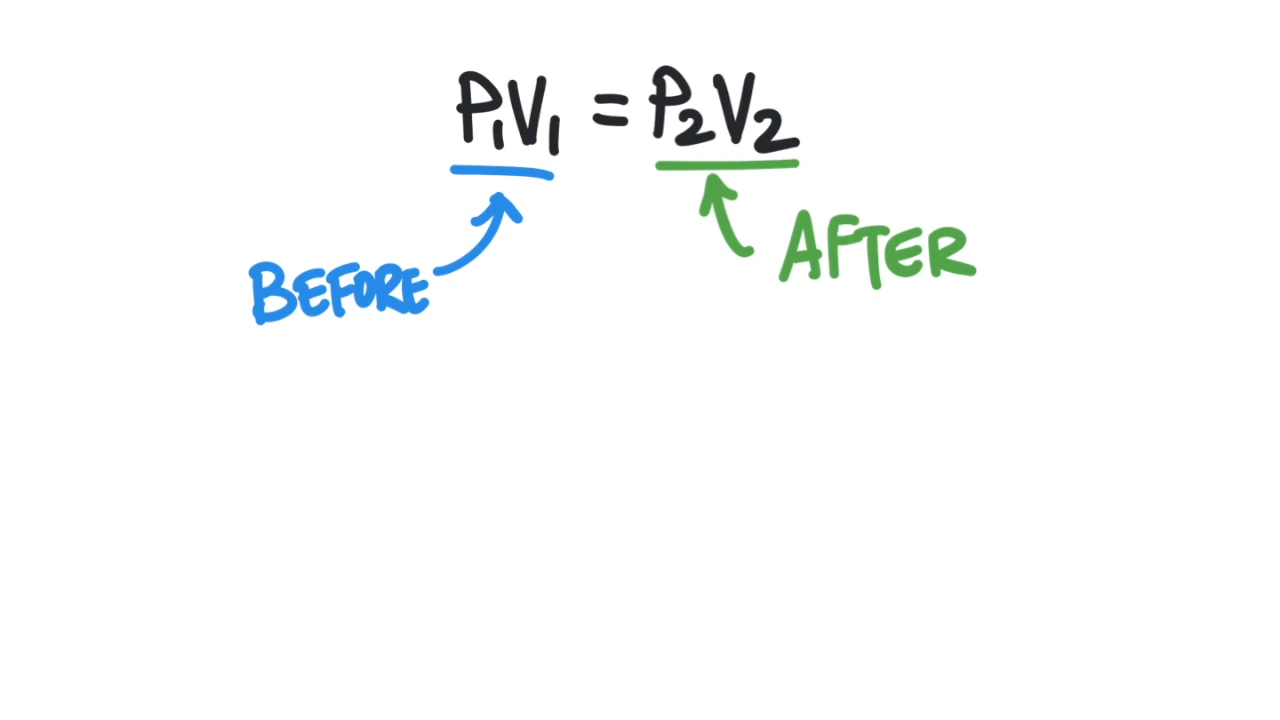 P₁V₁ = P₂V₂
BEFORE
AFTER